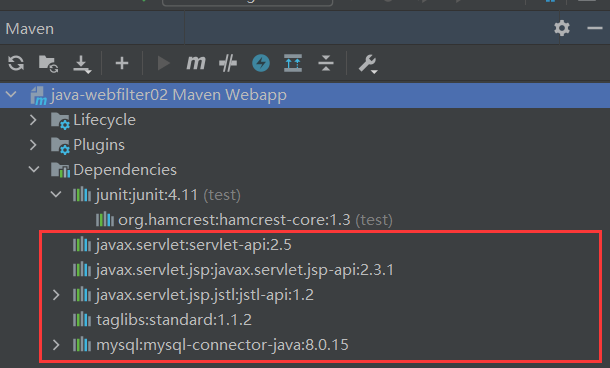 Maven
java-webfilter02 Maven Webapp
Lifecycle
Plugins
Dependencies
junit:junit:4.11 (test)
org.hamcrest:hamcrest-core:1.3 (test)
javax.servlet:servlet-api:2.5
javax.servlet.jsp:javax.servlet.jsp-api:2.3.1
javax.servlet.jsp.jstl:jstl-api:1.2
taglibs:standard:1.1.2
mysql:mysql-connector-java:8.0.15